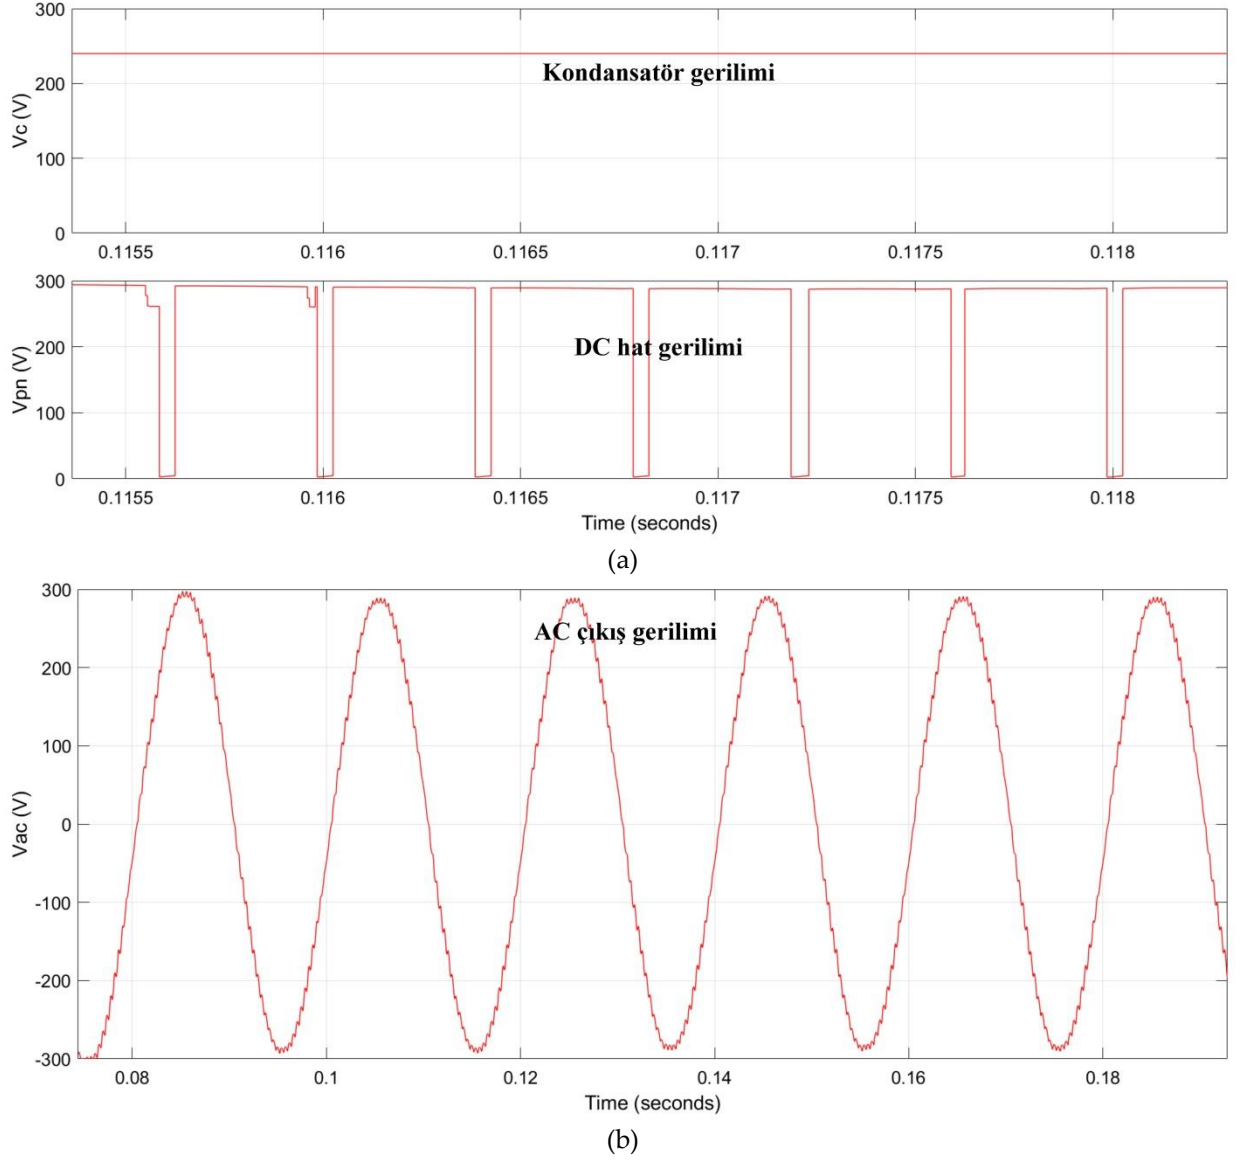 300
200
100
0
Vc (V)
Kondansatör gerilimi
0.1155 0.116 0.1165 0.117 0.1175 0.118
300
200
100
0
Vpn (V)
DC hat gerilimi
0.1155 0.116 0.1165 0.117 0.1175 0.118
Time (seconds)
(a)
300
200
100
0
-100
-200
-300
Vac (V)
AC çıkış gerilimi
0.08 0.1 0.12 0.14 0.16 0.18
Time (seconds)
(b)